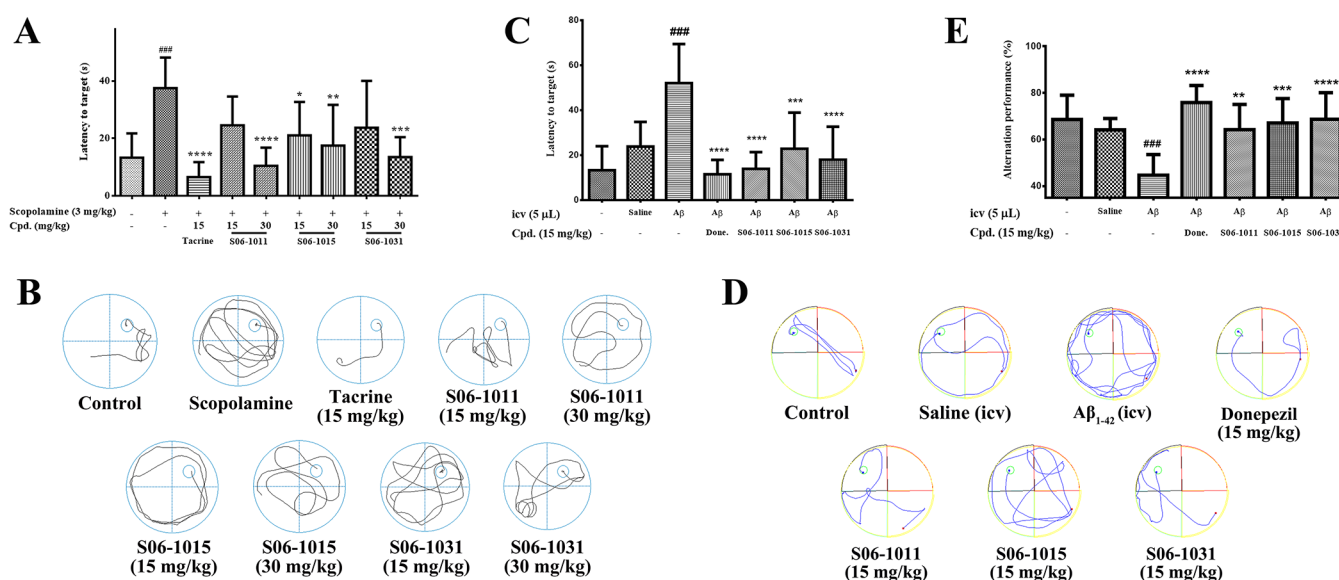 A
Latency to target (s)
40
20
0
###
****
****
*
**
***
Scopolamine (3 mg/kg) - + + + + + + + +
Cpd. (mg/kg) - - 15 15 30 15 30 15 30
Tacrine S06-1011 S06-1015 S06-1031
C
Latency to target (s)
80
60
40
20
0
###
****
****
***
****
icv (5 μL) - Saline Aβ Aβ Aβ Aβ Aβ
Cpd. (15 mg/kg) - - - Done. S06-1011 S06-1015 S06-1031
E
Alternation performance (%)
100
80
60
40
###
****
**
***
****
icv (5 μL) - Saline Aβ Aβ Aβ Aβ Aβ
Cpd. (15 mg/kg) - - - Done. S06-1011 S06-1015 S06-103
B
Control
Scopolamine
Tacrine
(15 mg/kg)
S06-1011
(15 mg/kg)
S06-1011
(30 mg/kg)
S06-1015
(15 mg/kg)
S06-1015
(30 mg/kg)
S06-1031
(15 mg/kg)
S06-1031
(30 mg/kg)
D
Control
Saline (icv)
Aβ1-42 (icv)
Donepezil
(15 mg/kg)
S06-1011
(15 mg/kg)
S06-1015
(15 mg/kg)
S06-1031
(15 mg/kg)